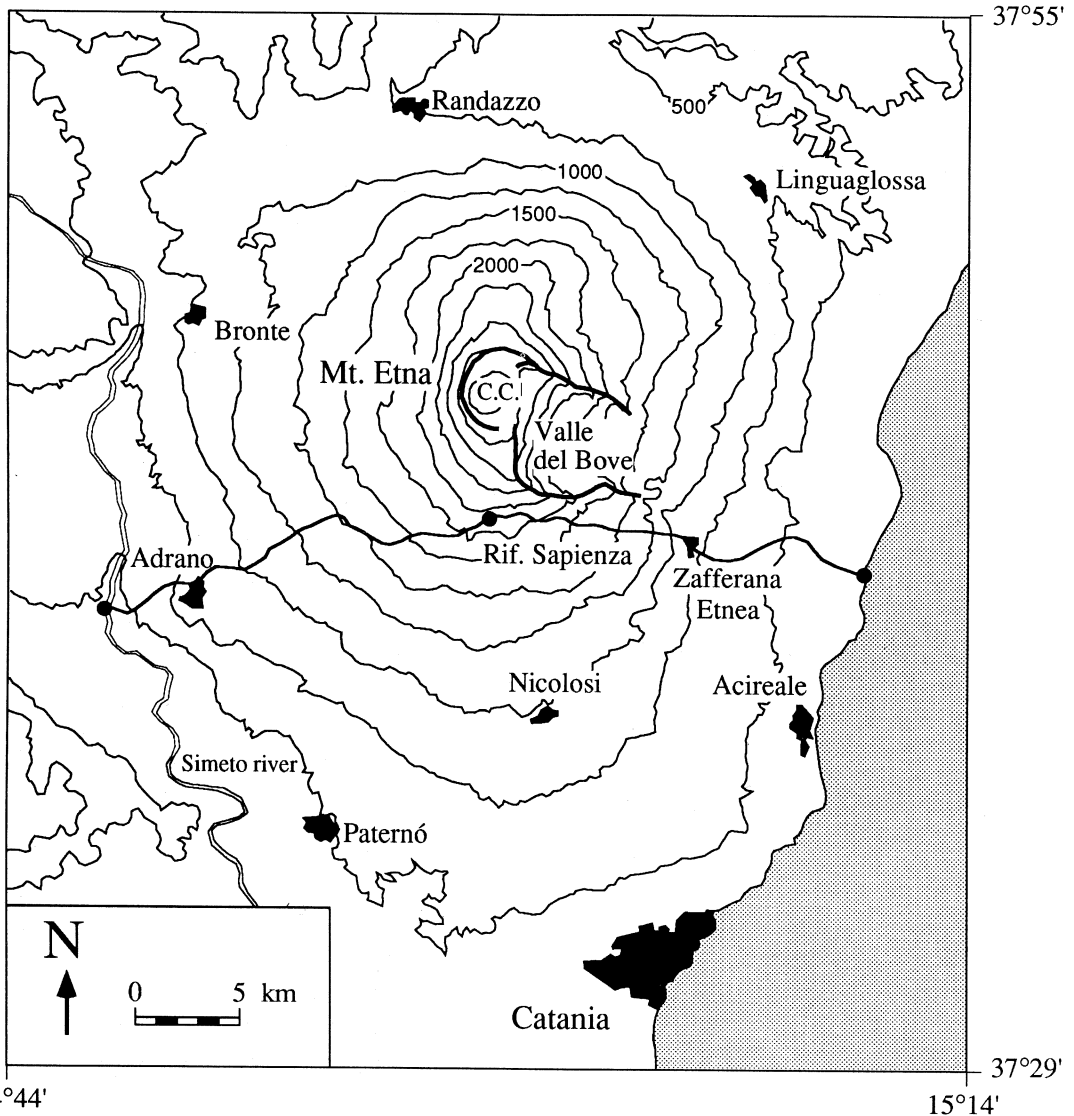 37°55'
Randazzo
500
1000
Linguaglossa
1500
2000
Bronte
Mt. Etna
C.C.
Valle
del Bove
Adrano
Rif. Sapienza
Zafferana
Etnea
Nicolosi
Acireale
Simeto river
Paternó
N
0 5 km
Catania
37°29'
°44'
15°14'